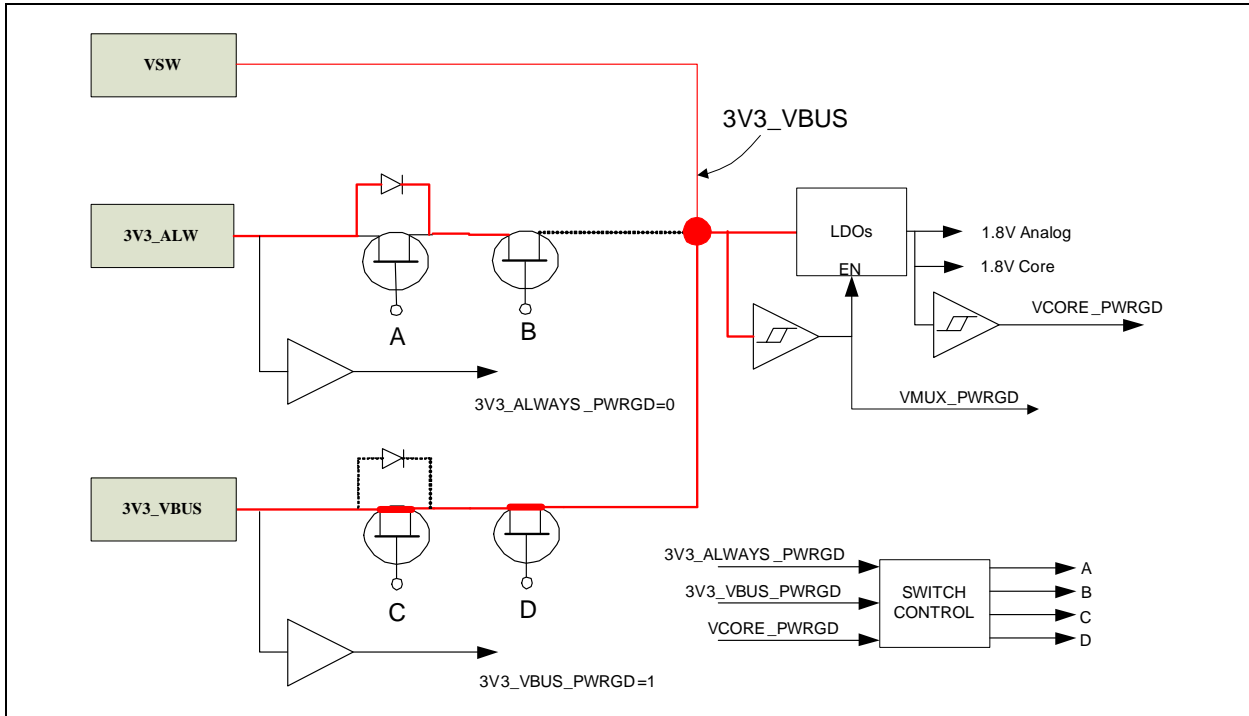 VSW
3V3_VBUS
3V3_ALW
LDOs
EN
1.8V Analog
1.8V Core
VCORE_PWRGD
A
B
3V3_ALWAYS_PWRGD=0
VMUX_PWRGD
3V3_VBUS
C
D
3V3_VBUS_PWRGD=1
3V3_ALWAYS_PWRGD
3V3_VBUS_PWRGD
VCORE_PWRGD
SWITCH
CONTROL
A
B
C
D